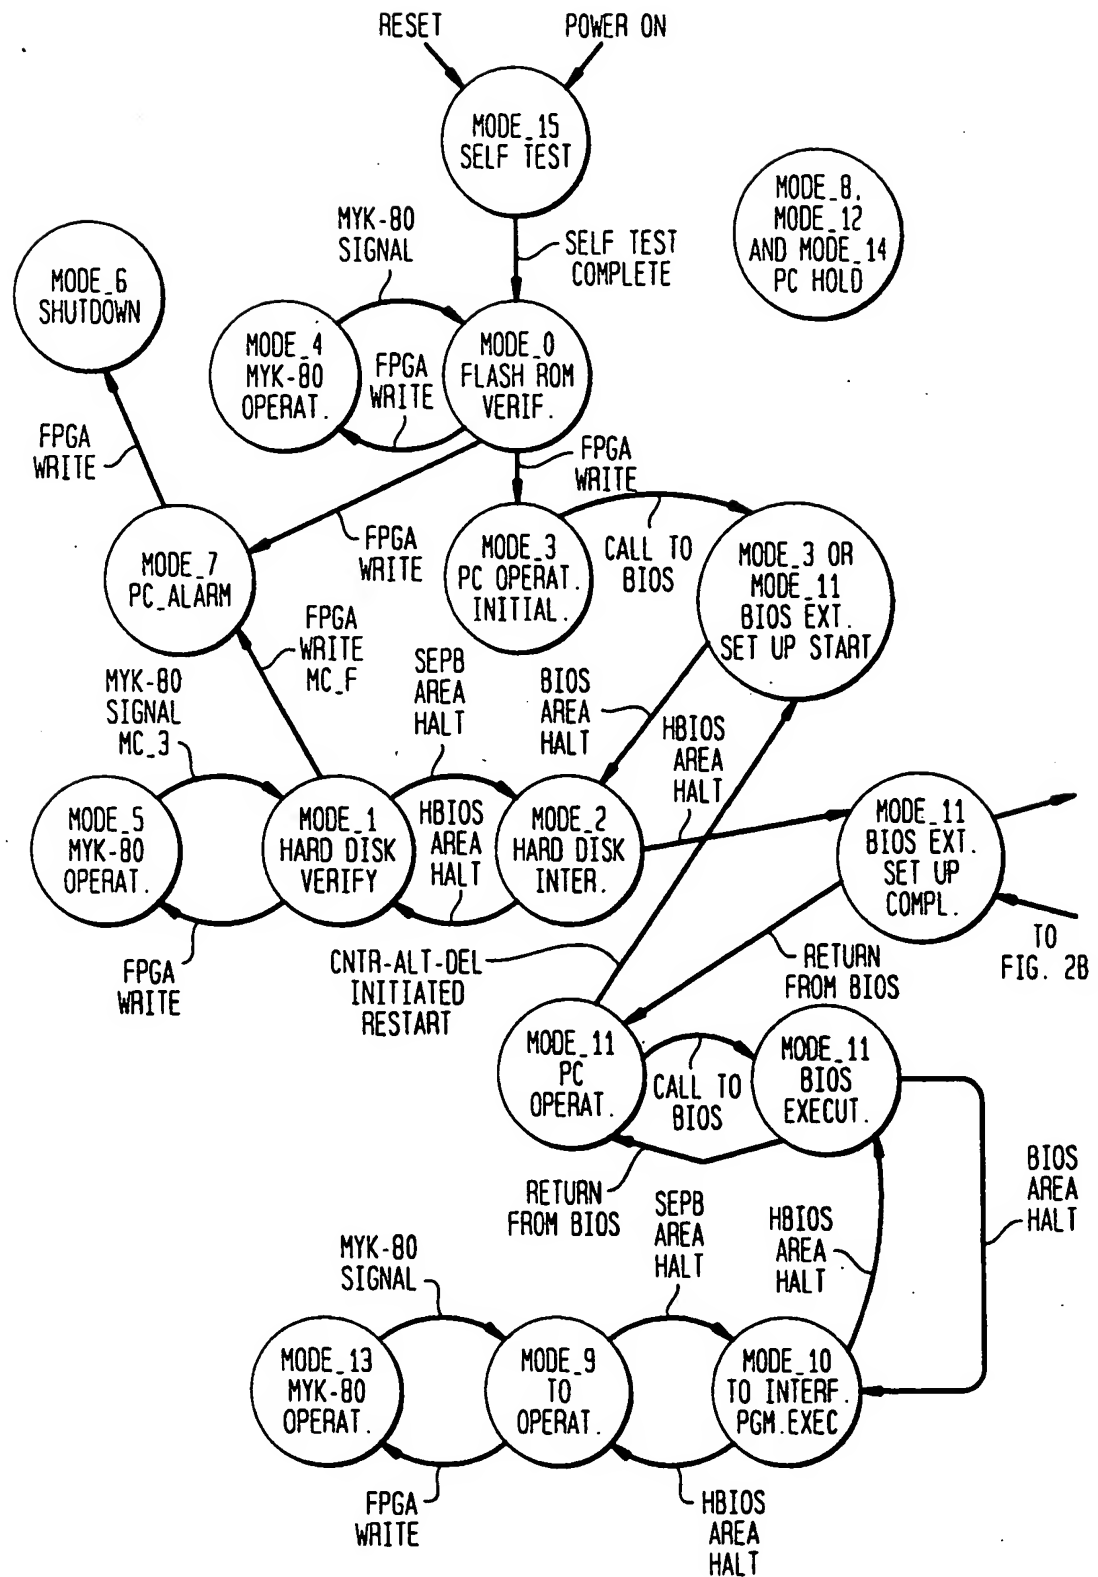 RESET
POWER ON
MODE_15
SELF TEST
MODE_8,
MODE_12
AND MODE_14
PC HOLD
MYK-80
SIGNAL
SELF TEST
COMPLETE
MODE_6
SHUTDOWN
MODE_4
MYK-80
OPERAT.
FPGA
WRITE
MODE_0
FLASH ROM
VERIF.
FPGA
WRITE
FPGA
WRITE
FPGA
WRITE
MODE_7
PC_ALARM
MODE_3
PC OPERAT.
INITIAL.
CALL TO
BIOS
MODE_3 OR
MODE_11
BIOS EXT.
SET UP START
FPGA
WRITE
MC_F
MYK-80
SIGNAL
MC_3
SEPB
AREA
HALT
BIOS
AREA
HALT
HBIOS
AREA
HALT
MODE_5
MYK-80
OPERAT.
MODE_1
HARD DISK
VERIFY
HBIOS
AREA
HALT
MODE_2
HARD DISK
INTER.
MODE_11
BIOS EXT.
SET UP
COMPL.
TO
FIG. 2B
FPGA
WRITE
CNTR-ALT-DEL
INITIATED
RESTART
RETURN
FROM BIOS
MODE_11
PC
OPERAT.
CALL TO
BIOS
MODE_11
BIOS
EXECUT.
RETURN
FROM BIOS
BIOS
AREA
HALT
SEPB
AREA
HALT
HBIOS
AREA
HALT
MYK-80
SIGNAL
MODE_13
MYK-80
OPERAT.
MODE_9
TO
OPERAT.
MODE_10
TO INTERF.
PGM.EXEC
FPGA
WRITE
HBIOS
AREA
HALT